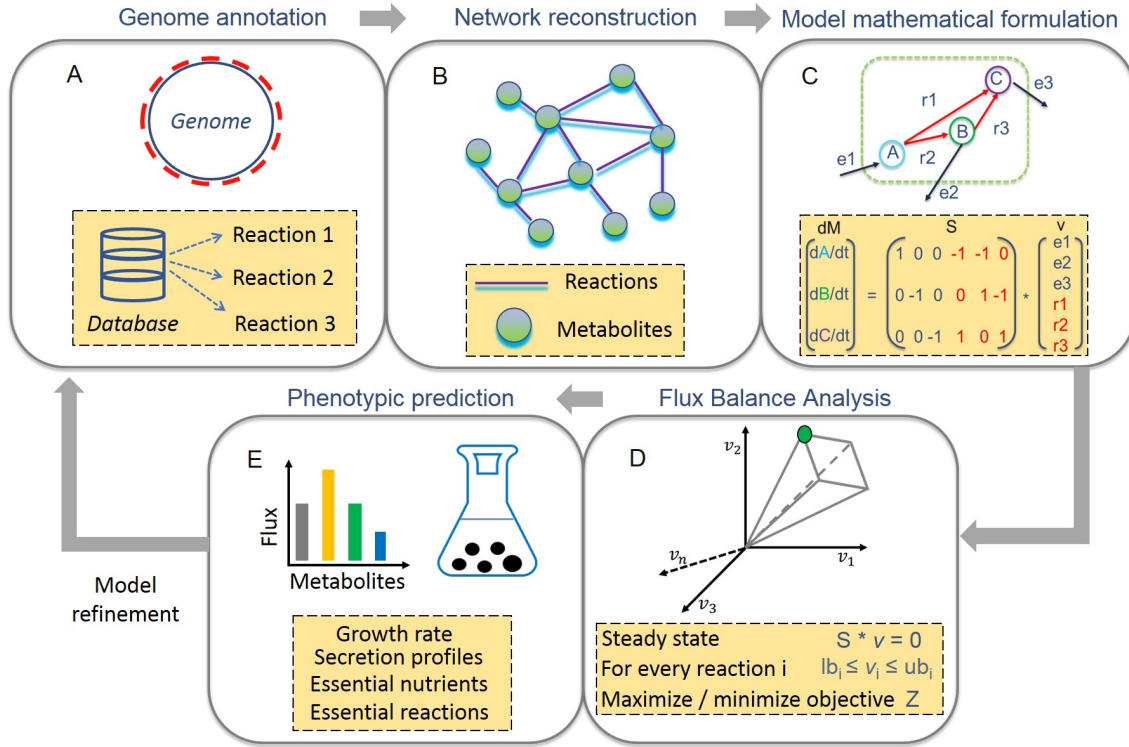 Genome annotation
Network reconstruction
Model mathematical formulation
A
Genome
Database
Reaction 1
Reaction 2
Reaction 3
B
Reactions
Metabolites
C
A
B
C
e1
e2
e3
r1
r2
r3
dM S v
dA/dt 1 0 0 -1 -1 0 e1
e2
dB/dt = 0 -1 0 0 1 -1 * e3
r1
dC/dt 0 0 -1 1 0 1 r2
r3
Phenotypic prediction
Flux Balance Analysis
E
Flux
Metabolites
Growth rate
Secretion profiles
Essential nutrients
Essential reactions
D
v₂
v₁
vₙ
v₃
Steady state S * v = 0
For every reaction i lbᵢ ≤ vᵢ ≤ ubᵢ
Maximize / minimize objective Z
Model
refinement